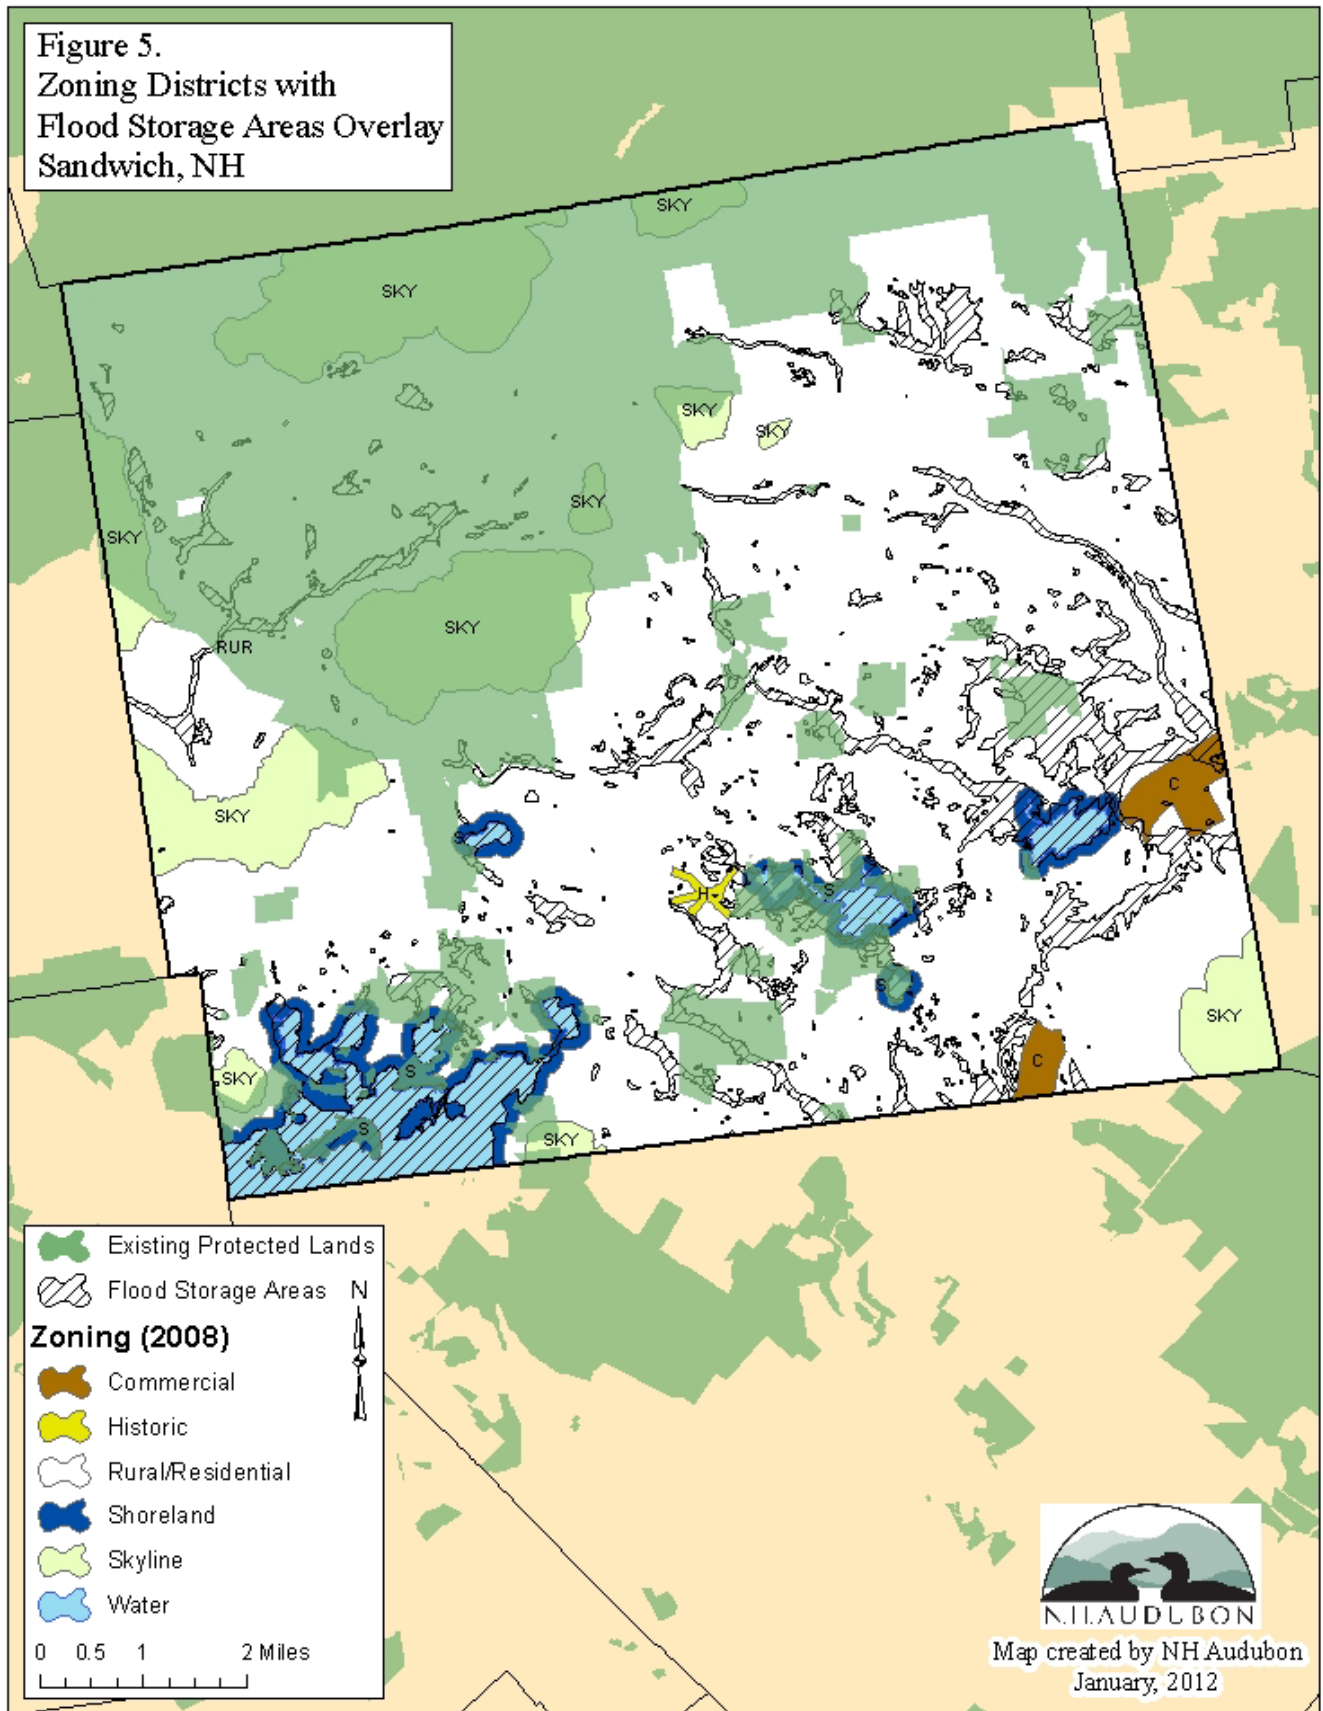 Figure 5.
Zoning Districts with
Flood Storage Areas Overlay
Sandwich, NH
SKY
SKY
SKY
SKY
SKY
SKY
SKY
RUR
C
SKY
S
H
S
S
SKY
C
SKY
S
S
SKY
Existing Protected Lands
Flood Storage Areas
N
Zoning (2008)
Commercial
Historic
Rural/Residential
Shoreland
Skyline
Water
0 0.5 1 2 Miles
N.H.AUDUBON
Map created by NH Audubon
January, 2012